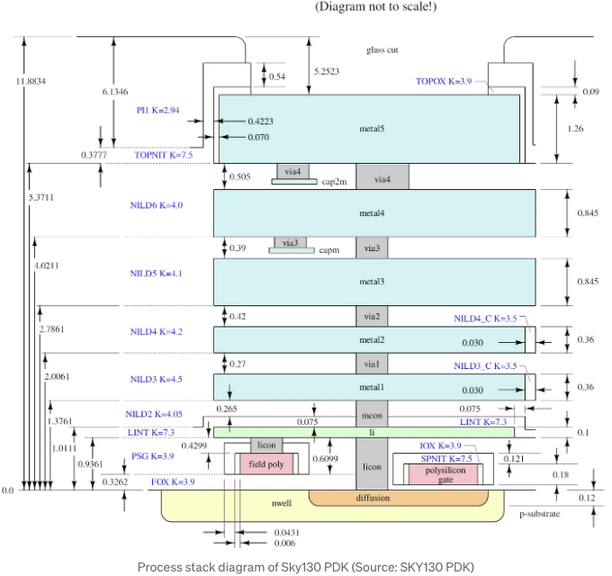 (Diagram not to scale!)
glass cut
11.8834
6.1346
0.54
5.2523
TOPOX K=3.9
0.09
PI1 K=2.94
0.4223
0.070
metal5
1.26
0.3777
TOPNIT K=7.5
5.3711
0.505
via4
cap2m
via4
NILD6 K=4.0
metal4
0.845
4.0211
0.39
via3
capm
via3
NILD5 K=4.1
metal3
0.845
2.7861
0.42
via2
NILD4_C K=3.5
NILD4 K=4.2
metal2
0.030
0.36
2.0061
0.27
via1
NILD3_C K=3.5
NILD3 K=4.5
metal1
0.030
0.36
1.3761
NILD2 K=4.05
0.265
0.075
mcon
0.075
LINT K=7.3
LINT K=7.3
li
0.1
1.0111
0.4299
licon
0.6099
IOX K=3.9
0.9361
PSG K=3.9
field poly
licon
SPNIT K=7.5
0.121
polysilicon
gate
0.18
0.3262
FOX K=3.9
0.0
diffusion
0.12
nwell
p-substrate
0.0431
0.006
Process stack diagram of Sky130 PDK (Source: SKY130 PDK)